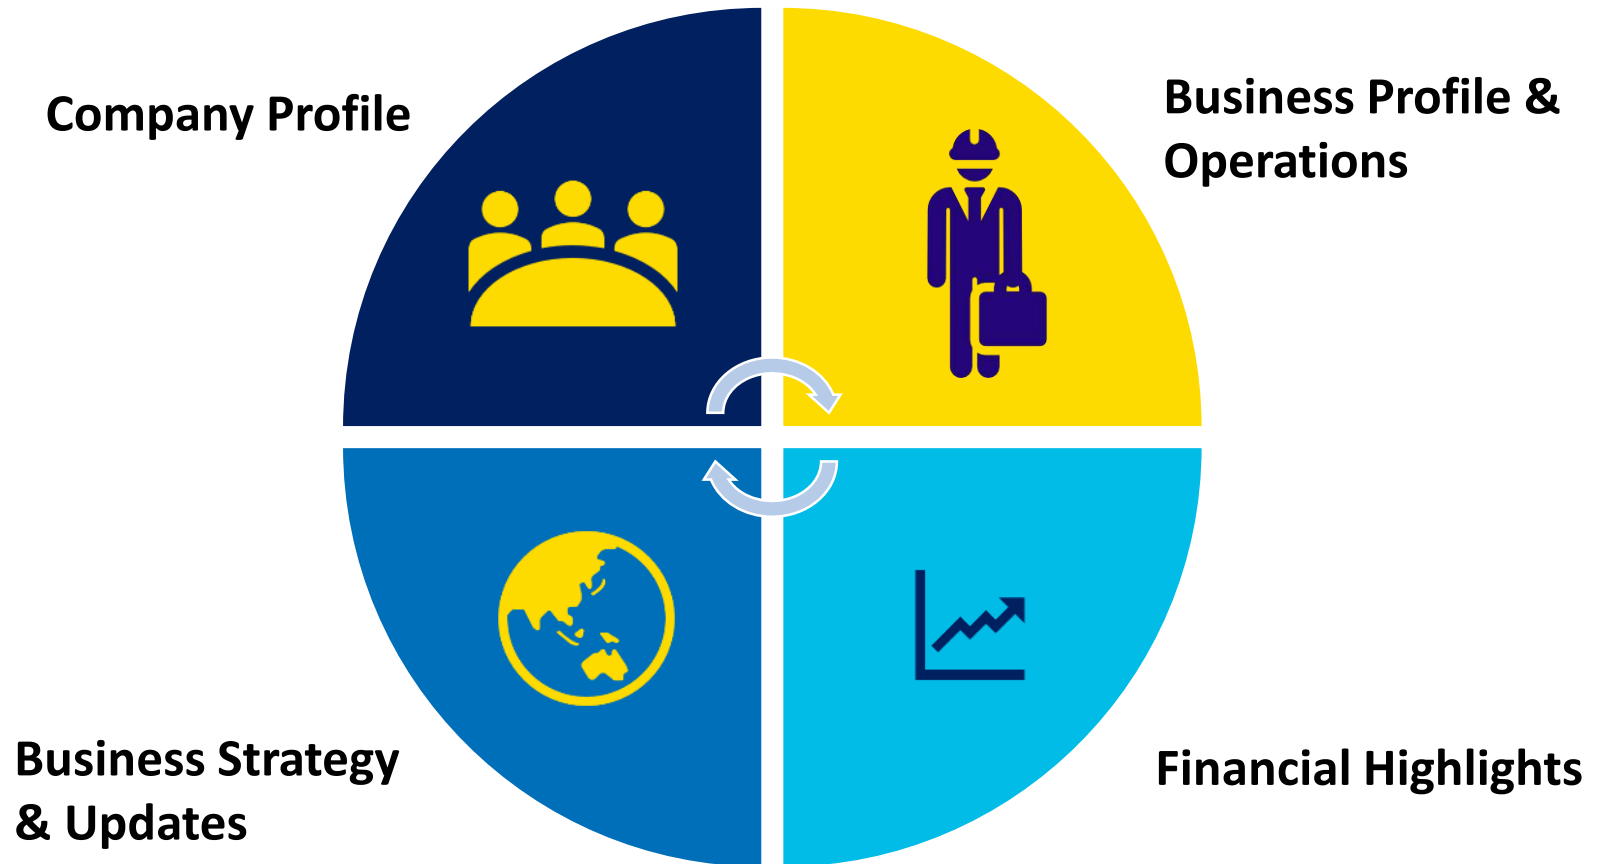 Company Profile
Business Profile &
Operations
Business Strategy
& Updates
Financial Highlights